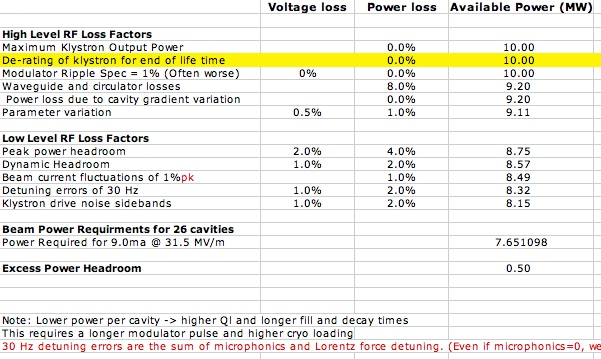 Voltage loss Power loss Available Power (MW)
High Level RF Loss Factors
Maximum Klystron Output Power 0.0% 10.00
De-rating of klystron for end of life time 0.0% 10.00
Modulator Ripple Spec = 1% (Often worse) 0% 0.0% 10.00
Waveguide and circulator losses 8.0% 9.20
Power loss due to cavity gradient variation 0.0% 9.20
Parameter variation 0.5% 1.0% 9.11
Low Level RF Loss Factors
Peak power headroom 2.0% 4.0% 8.75
Dynamic Headroom 1.0% 2.0% 8.57
Beam current fluctuations of 1%pk 1.0% 8.49
Detuning errors of 30 Hz 1.0% 2.0% 8.32
Klystron drive noise sidebands 1.0% 2.0% 8.15
Beam Power Requirments for 26 cavities
Power Required for 9.0ma @ 31.5 MV/m 7.651098
Excess Power Headroom 0.50
Note: Lower power per cavity -> higher Ql and longer fill and decay times
This requires a longer modulator pulse and higher cryo loading
30 Hz detuning errors are the sum of microphonics and Lorentz force detuning. (Even if microphonics=0, we